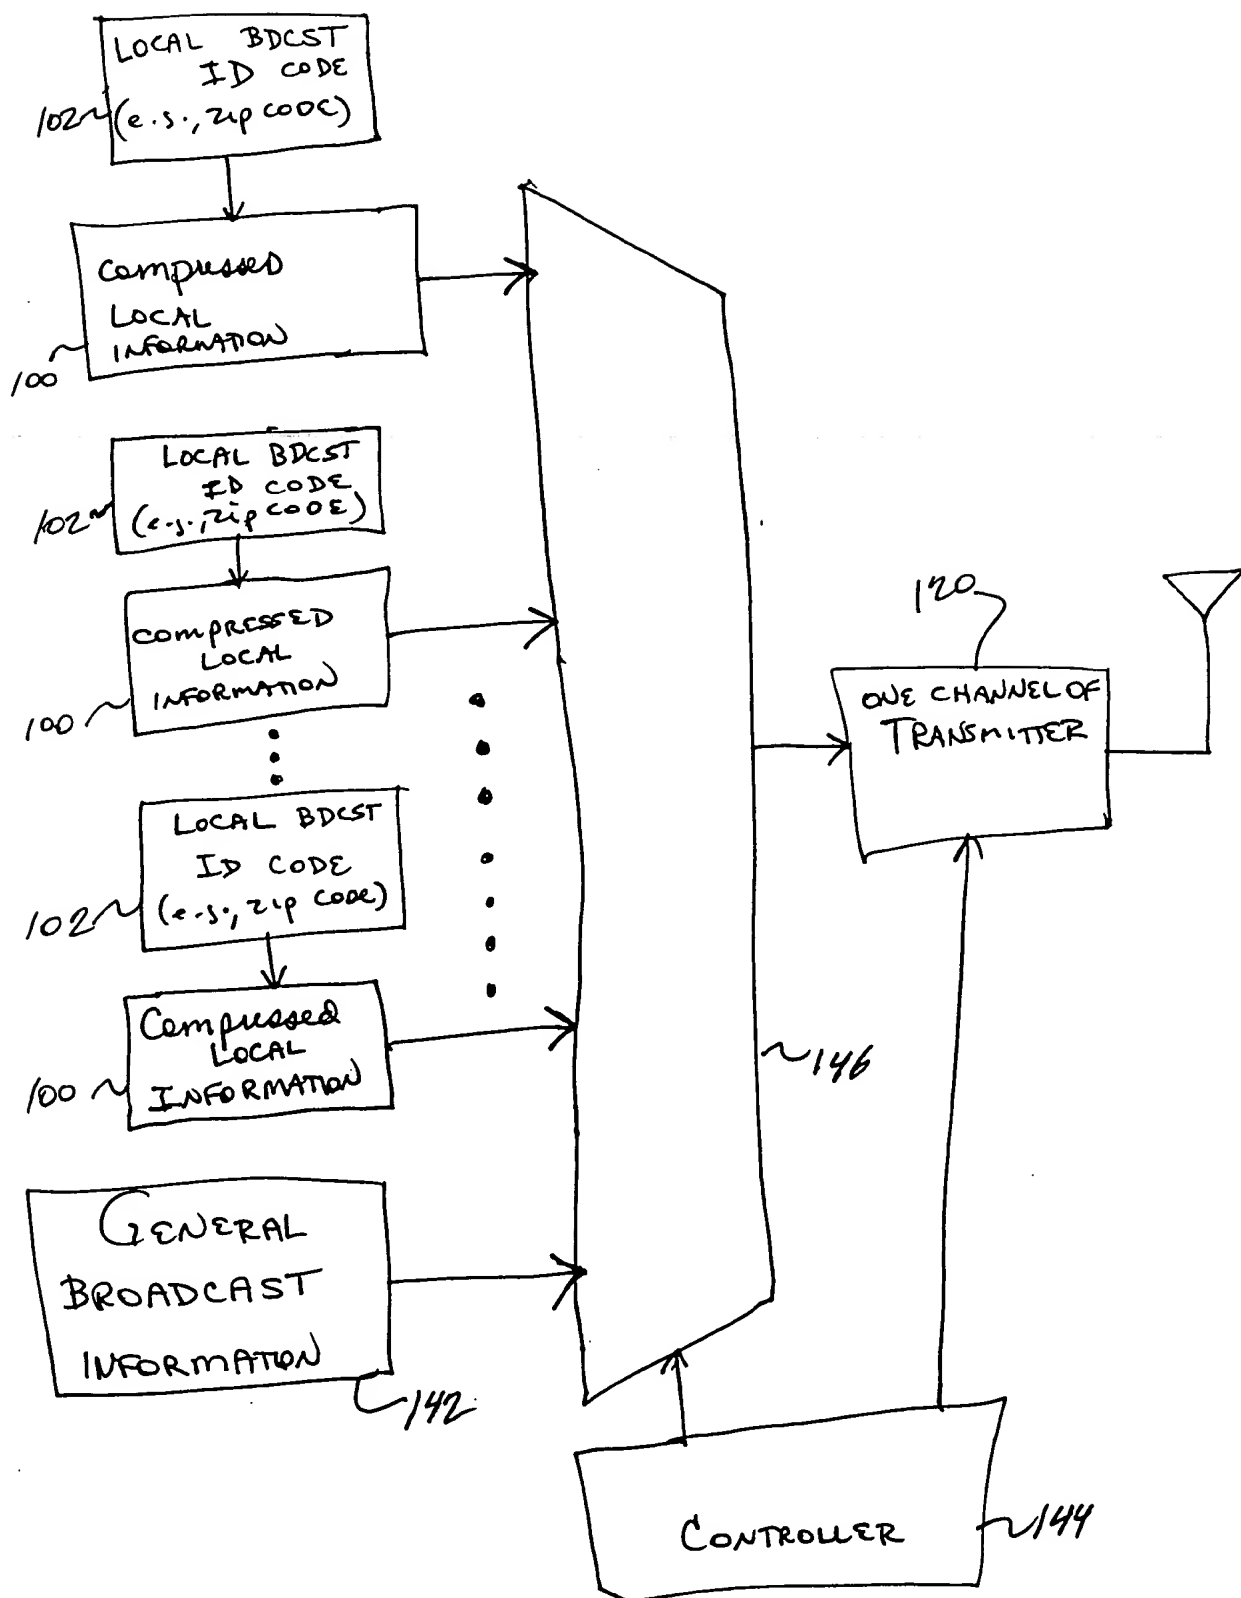 LOCAL BDCST
ID CODE
102
(e.g., zip CODE)
Compressed
LOCAL
INFORMATION
100
LOCAL BDCST
ID CODE
102
(e.g., zip CODE)
120
COMPRESSED
LOCAL
INFORMATION
100
ONE CHANNEL OF
TRANSMITTER
LOCAL BDCST
ID CODE
102
(e.g., zip CODE)
Compressed
LOCAL
INFORMATION
100
146
GENERAL
BROADCAST
INFORMATION
142
CONTROLLER
144